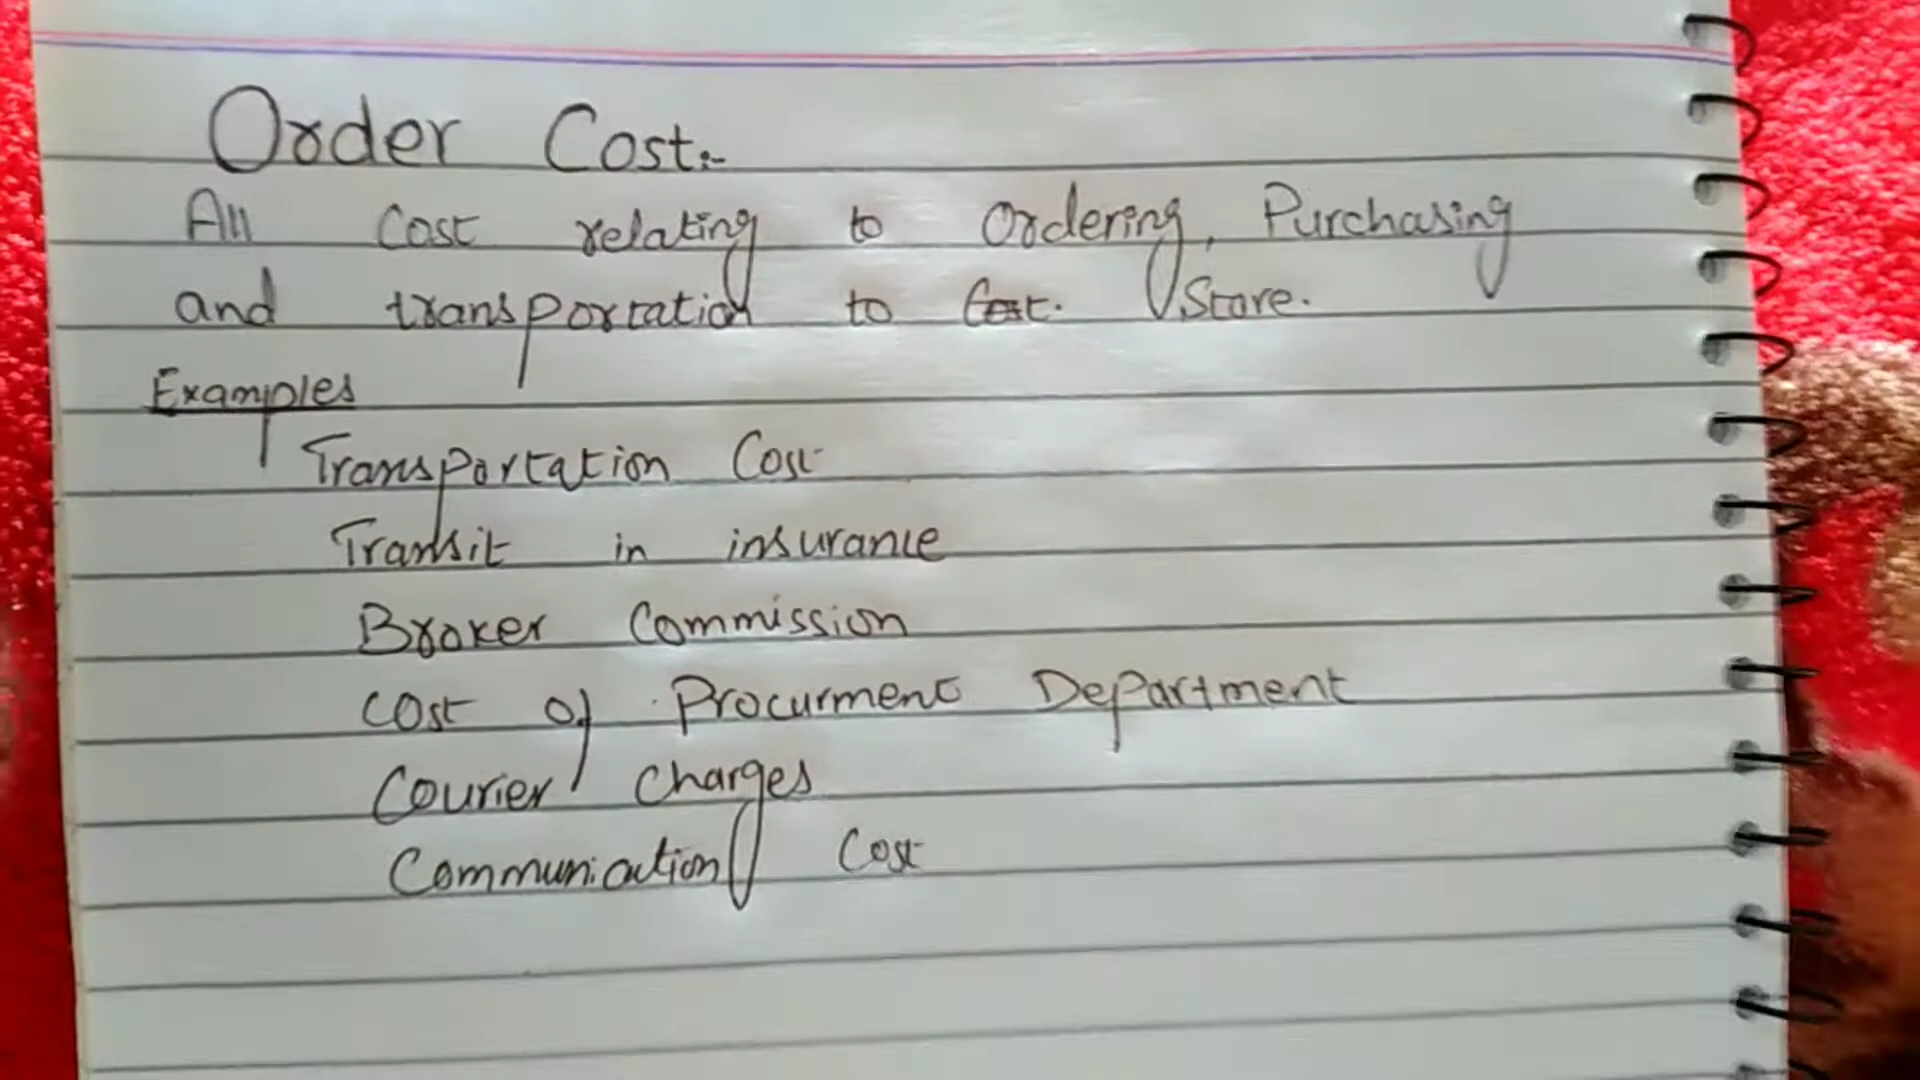 Order Cost:-
All Cost relating to Ordering, Purchasing
and transportation to Cost. Store.
Examples
Transportation Cost
Transit in insurance
Broker Commission
Cost of Procurment Department
Courier Charges
Communication Cost